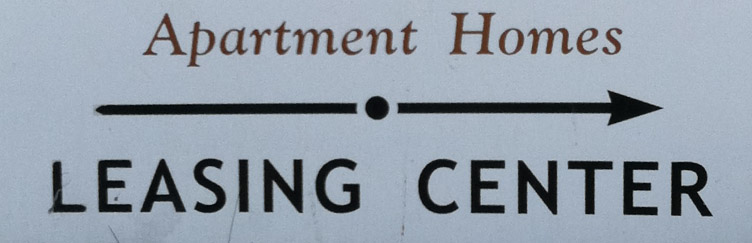 Apartment Homes
LEASING CENTER